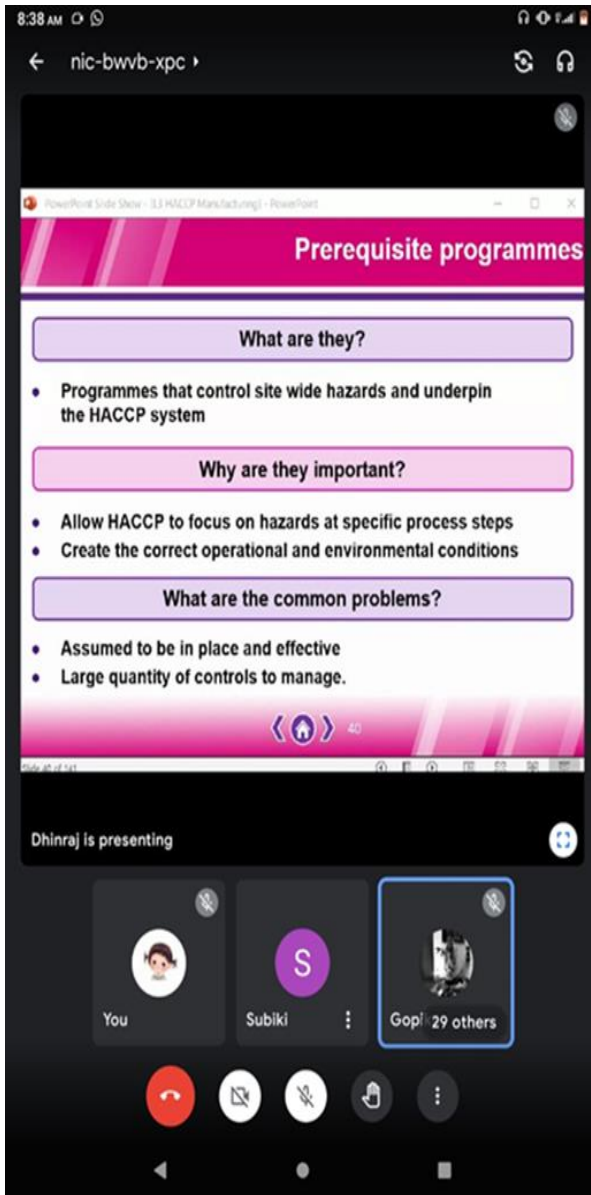 8:38 AM
nic-bwvb-xpc
PowerPoint Slide Show - [L3 HACCP Manufacturing] - PowerPoint
Prerequisite programmes
What are they?
• Programmes that control site wide hazards and underpin
the HACCP system
Why are they important?
• Allow HACCP to focus on hazards at specific process steps
• Create the correct operational and environmental conditions
What are the common problems?
• Assumed to be in place and effective
• Large quantity of controls to manage.
40
Slide 40 of 141
Dhinraj is presenting
S
You Subiki Gopi 29 others